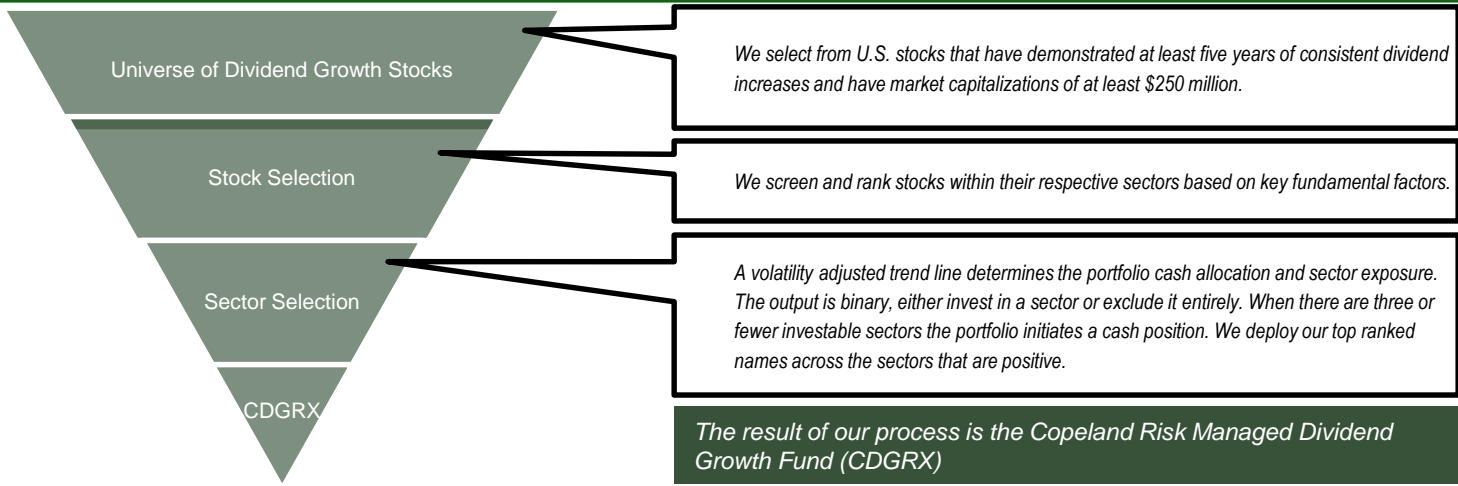 Universe of Dividend Growth Stocks
We select from U.S. stocks that have demonstrated at least five years of consistent dividend
increases and have market capitalizations of at least $250 million.
Stock Selection
We screen and rank stocks within their respective sectors based on key fundamental factors.
Sector Selection
A volatility adjusted trend line determines the portfolio cash allocation and sector exposure.
The output is binary, either invest in a sector or exclude it entirely. When there are three or
fewer investable sectors the portfolio initiates a cash position. We deploy our top ranked
names across the sectors that are positive.
CDGRX
The result of our process is the Copeland Risk Managed Dividend
Growth Fund (CDGRX)